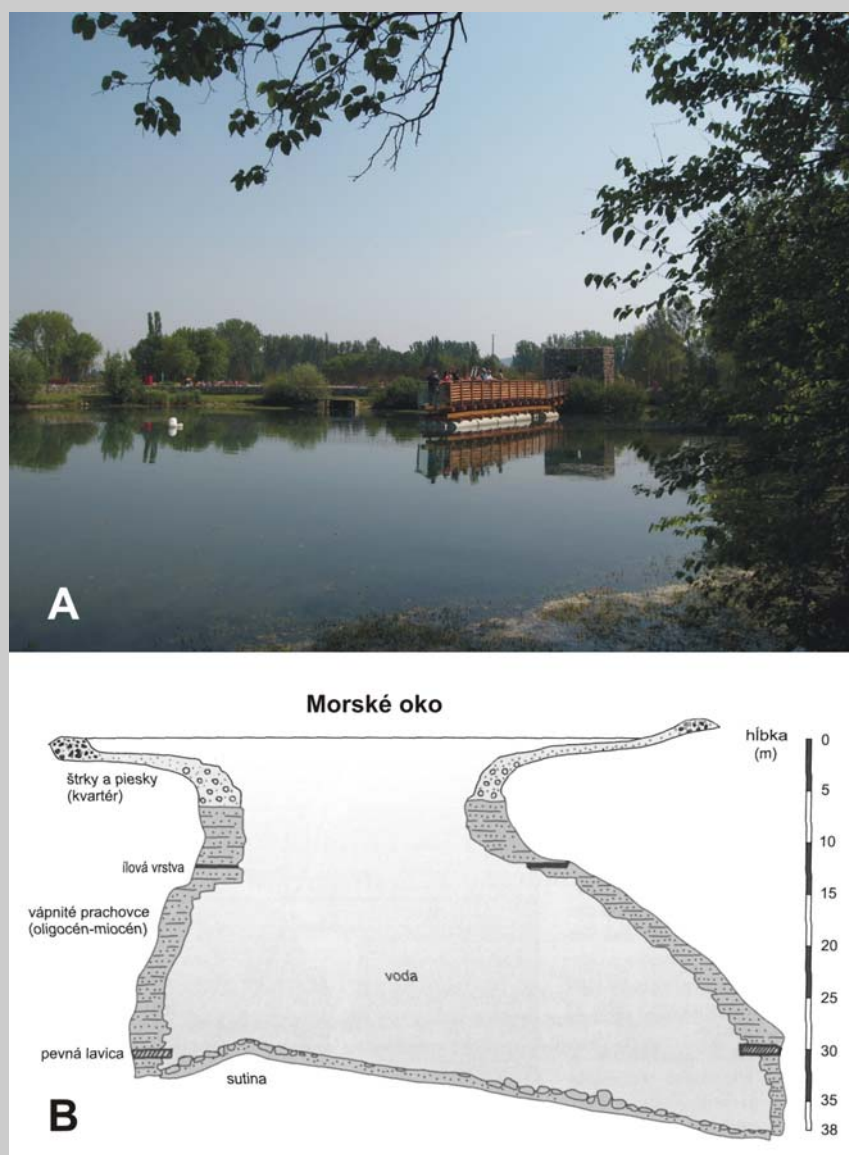 A
Morské oko
hĺbka
(m)
0
štrky a piesky
(kvartér)
5
10
ílová vrstva
15
vápnité prachovce
(oligocén-miocén)
20
voda
25
pevná lavica
30
sutina
35
B
38